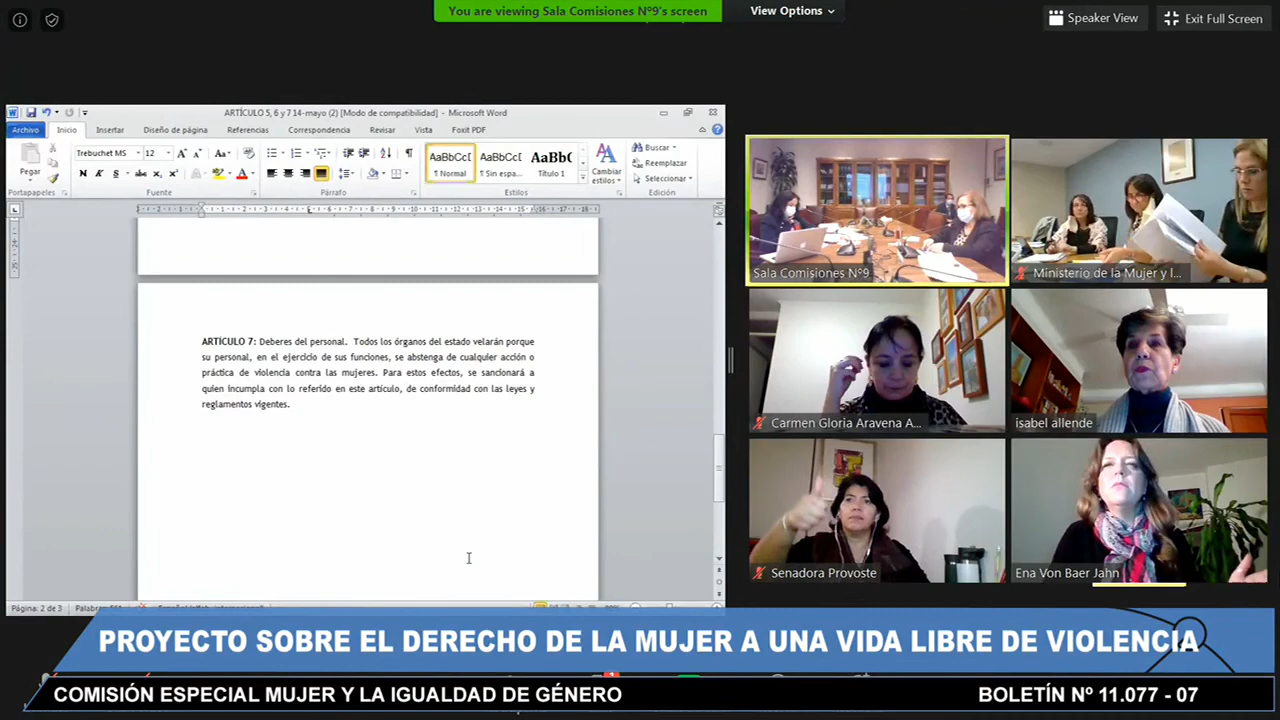 You are viewing Sala Comisiones Nº9's screen
View Options
Speaker View
Exit Full Screen
ARTÍCULO 5, 6 y 7 14-mayo (2) [Modo de compatibilidad] - Microsoft Word
Archivo Inicio Insertar Diseño de página Referencias Correspondencia Revisar Vista Foxit PDF
Trebuchet MS 12
Pegar
AaBbCcD AaBbCcD AaBb(
¶ Normal ¶ Sin espa... Título 1
Cambiar estilos
Buscar
Reemplazar
Seleccionar
Portapapeles Fuente Párrafo Estilos Edición
ARTÍCULO 7: Deberes del personal. Todos los órganos del estado velarán porque
su personal, en el ejercicio de sus funciones, se abstenga de cualquier acción o
práctica de violencia contra las mujeres. Para estos efectos, se sancionará a
quien incumpla con lo referido en este artículo, de conformidad con las leyes y
reglamentos vigentes.
Página: 2 de 3
Sala Comisiones Nº9
Ministerio de la Mujer y l...
Carmen Gloria Aravena A...
isabel allende
Senadora Provoste
Ena Von Baer Jahn
PROYECTO SOBRE EL DERECHO DE LA MUJER A UNA VIDA LIBRE DE VIOLENCIA
COMISIÓN ESPECIAL MUJER Y LA IGUALDAD DE GÉNERO
BOLETÍN Nº 11.077 - 07